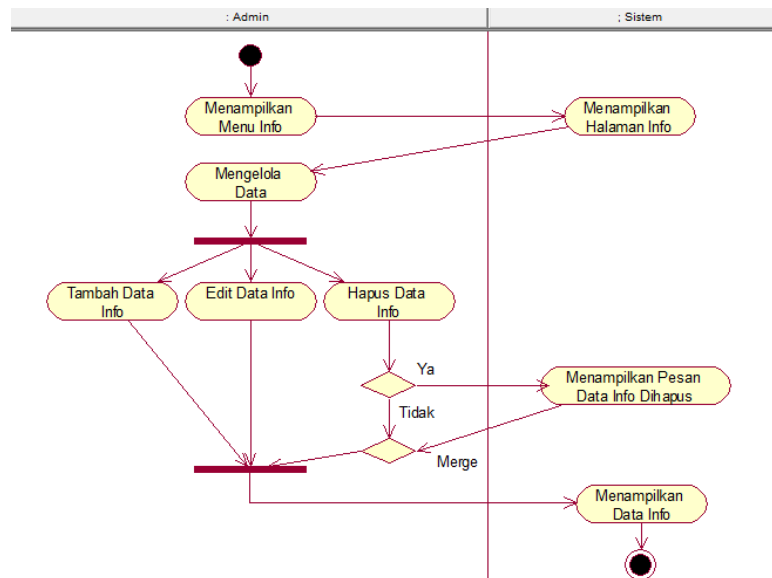 : Admin
; Sistem
Menampilkan
Menu Info
Menampilkan
Halaman Info
Mengelola
Data
Tambah Data
Info
Edit Data Info
Hapus Data
Info
Ya
Menampilkan Pesan
Data Info Dihapus
Tidak
Merge
Menampilkan
Data Info